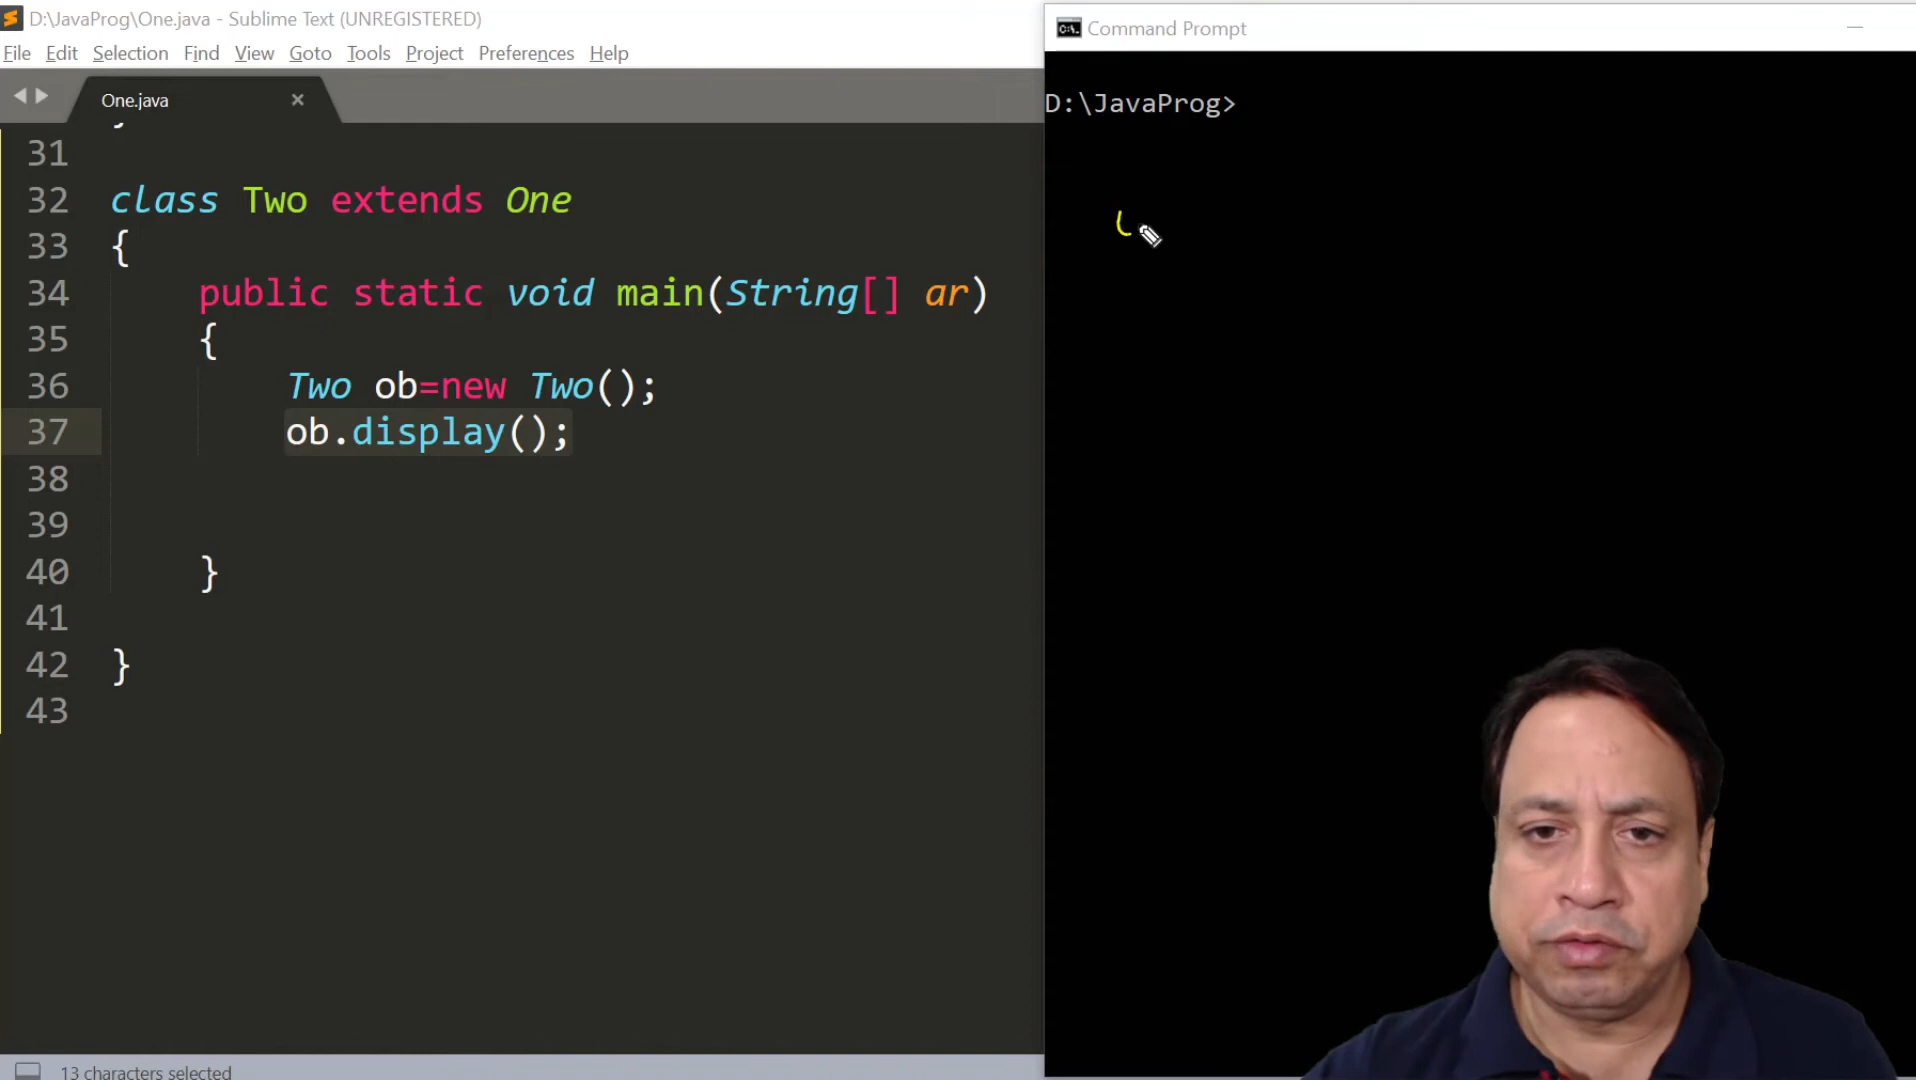 D:\JavaProg\One.java - Sublime Text (UNREGISTERED)
File Edit Selection Find View Goto Tools Project Preferences Help
One.java ×
}
31
32 class Two extends One
33 {
34 public static void main(String[] ar)
35 {
36 Two ob=new Two();
37 ob.display();
38
39
40 }
41
42 }
43
13 characters selected
Command Prompt
D:\JavaProg>